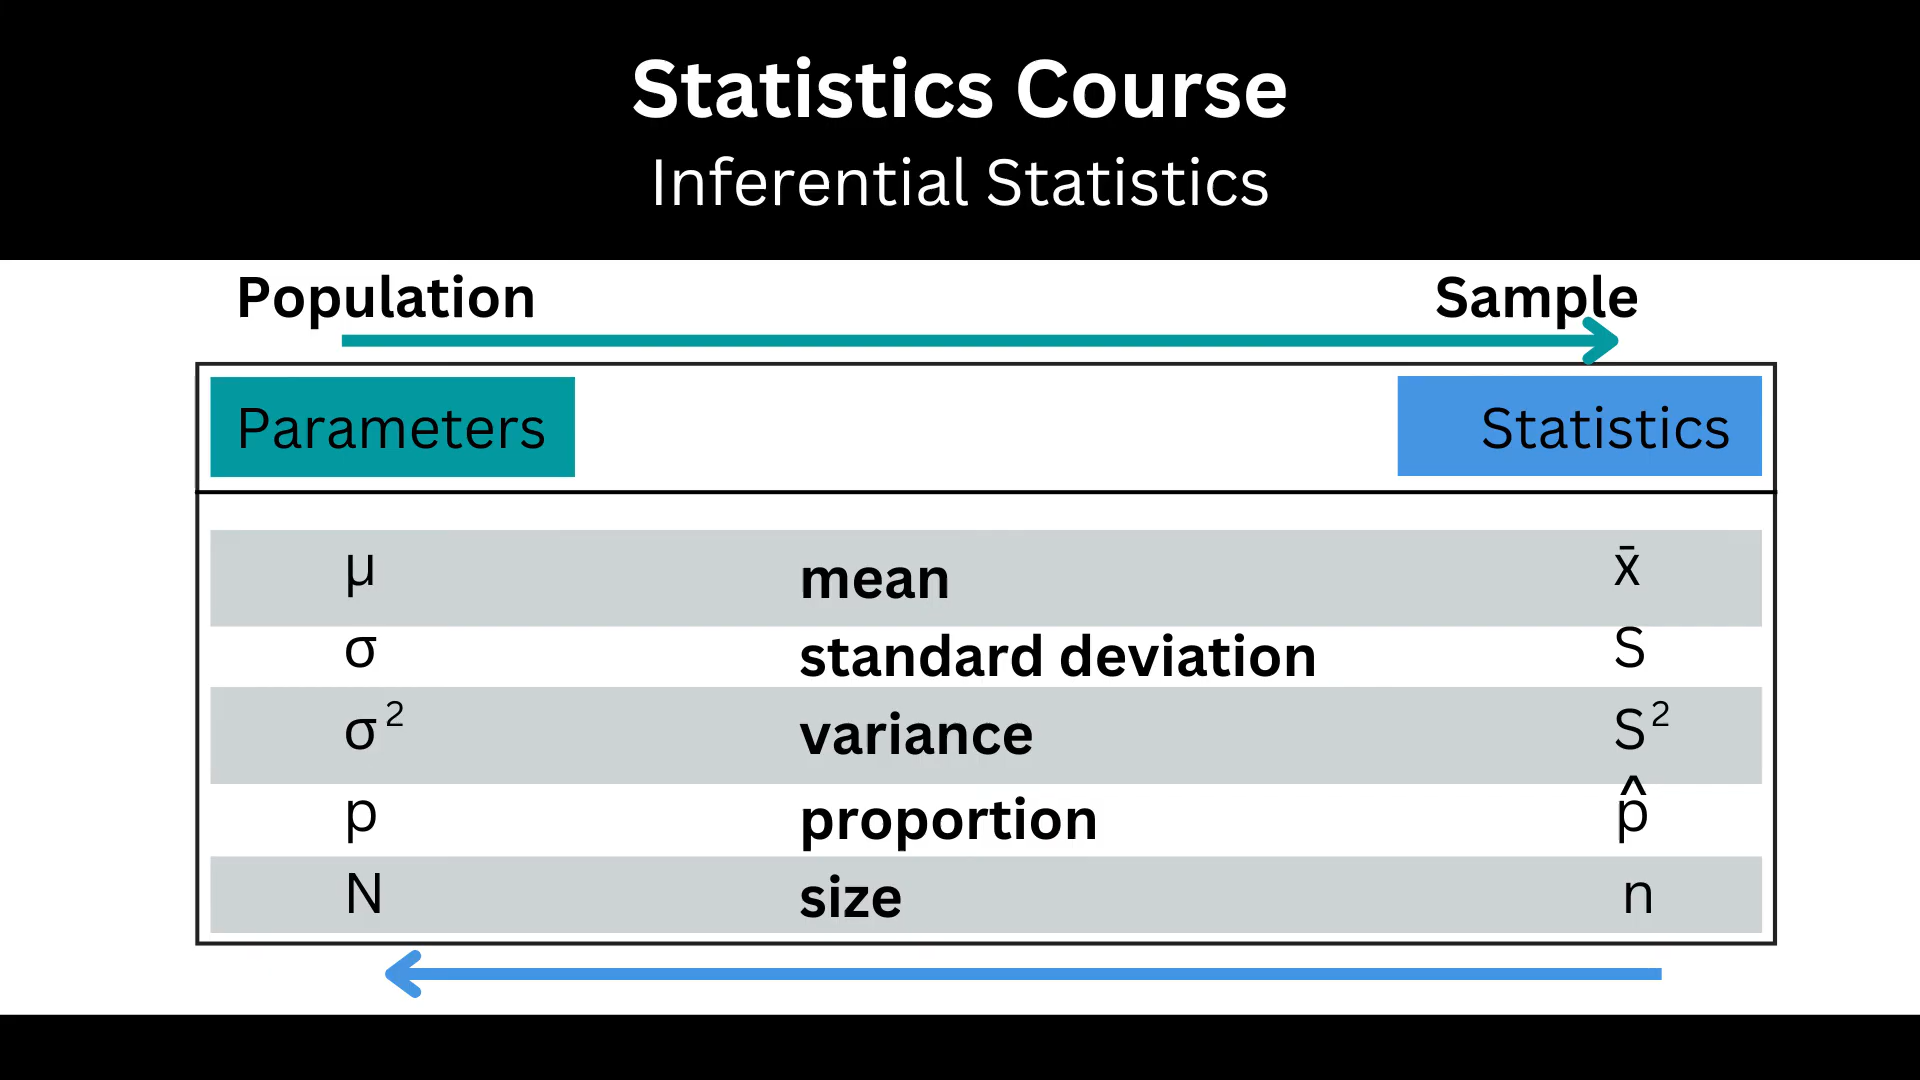 Statistics Course
Inferential Statistics
Population Sample
Parameters Statistics
μ mean x̄
σ standard deviation S
σ² variance S²
p proportion p̂
N size n